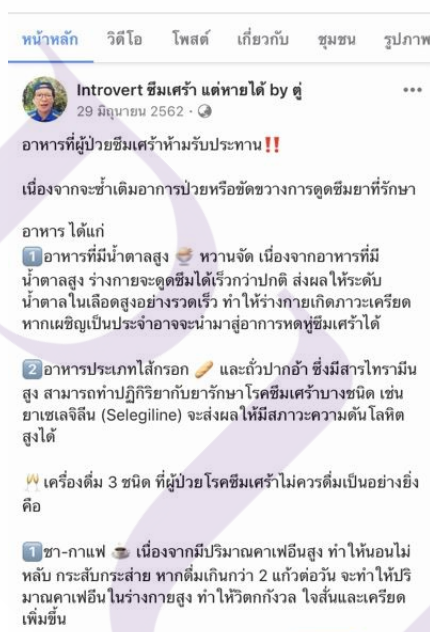 หน้าหลัก วิดีโอ โพสต์ เกี่ยวกับ ชุมชน รูปภาพ
Introvert ซึมเศร้า แต่หายได้ by ตู่
29 มิถุนายน 2562
อาหารที่ผู้ป่วยซึมเศร้าห้ามรับประทาน‼️
เนื่องจากจะซ้ำเติมอาการป่วยหรือขัดขวางการดูดซึมยาที่รักษา
อาหาร ได้แก่
1️⃣อาหารที่มีน้ำตาลสูง 🍧 หวานจัด เนื่องจากอาหารที่มี
น้ำตาลสูง ร่างกายจะดูดซึมได้เร็วกว่าปกติ ส่งผลให้ระดับ
น้ำตาลในเลือดสูงอย่างรวดเร็ว ทำให้ร่างกายเกิดภาวะเครียด
หากเผชิญเป็นประจำอาจจะนำมาสู่อาการหดหู่ซึมเศร้าได้
2️⃣อาหารประเภทไส้กรอก 🥖 และถั่วปากอ้า ซึ่งมีสารไทรามีน
สูง สามารถทำปฏิกิริยากับยารักษาโรคซึมเศร้าบางชนิด เช่น
ยาเซเลจิลีน (Selegiline) จะส่งผลให้มีสภาวะความดันโลหิต
สูงได้
🥂 เครื่องดื่ม 3 ชนิด ที่ผู้ป่วยโรคซึมเศร้าไม่ควรดื่มเป็นอย่างยิ่ง
คือ
1️⃣ชา-กาแฟ ☕ เนื่องจากมีปริมาณคาเฟอีนสูง ทำให้นอนไม่
หลับ กระสับกระส่าย หากดื่มเกินกว่า 2 แก้วต่อวัน จะทำให้ปริ
มาณคาเฟอีนในร่างกายสูง ทำให้วิตกกังวล ใจสั่นและเครียด
เพิ่มขึ้น